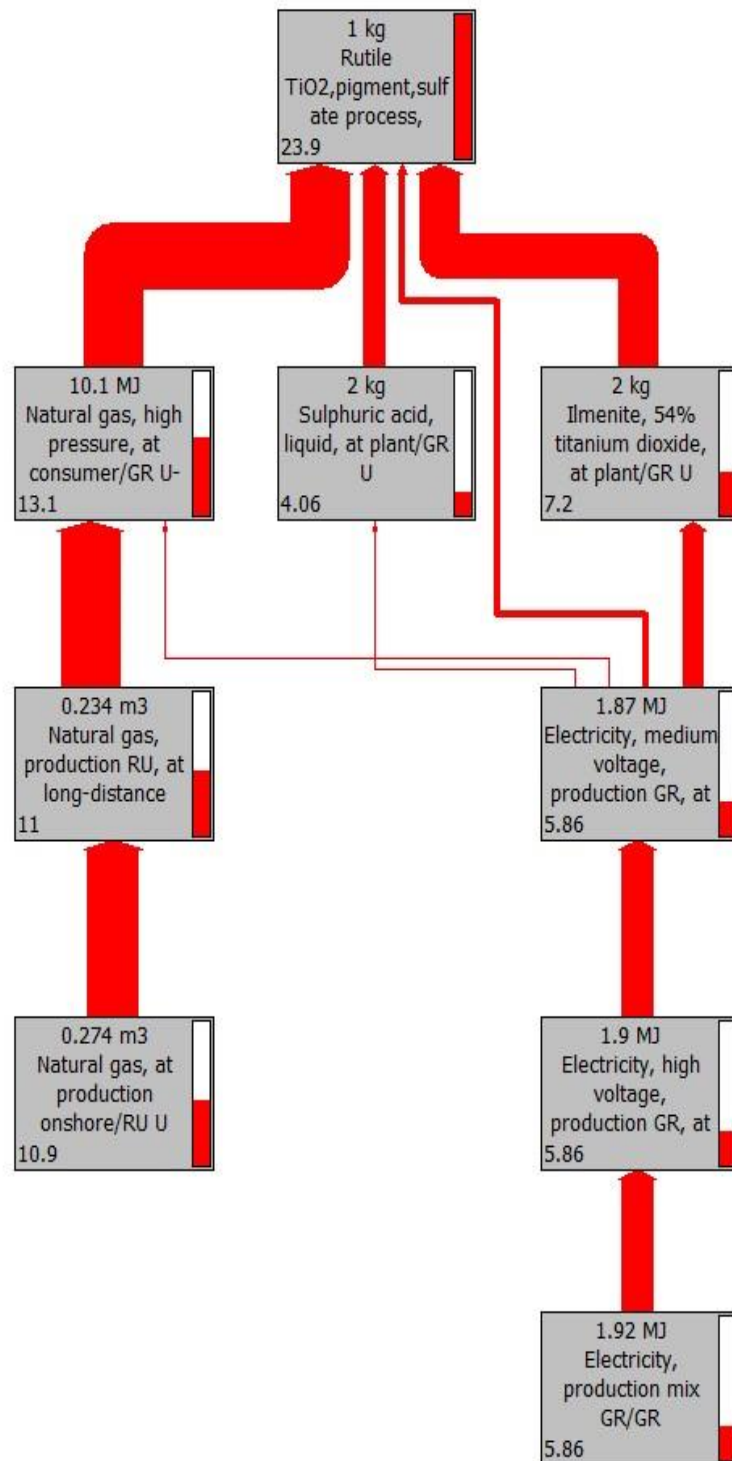 1 kg
Rutile
TiO2,pigment,sulf
ate process,
23.9
10.1 MJ
Natural gas, high
pressure, at
consumer/GR U-
13.1
2 kg
Sulphuric acid,
liquid, at plant/GR
U
4.06
2 kg
Ilmenite, 54%
titanium dioxide,
at plant/GR U
7.2
0.234 m3
Natural gas,
production RU, at
long-distance
11
1.87 MJ
Electricity, medium
voltage,
production GR, at
5.86
0.274 m3
Natural gas, at
production
onshore/RU U
10.9
1.9 MJ
Electricity, high
voltage,
production GR, at
5.86
1.92 MJ
Electricity,
production mix
GR/GR
5.86